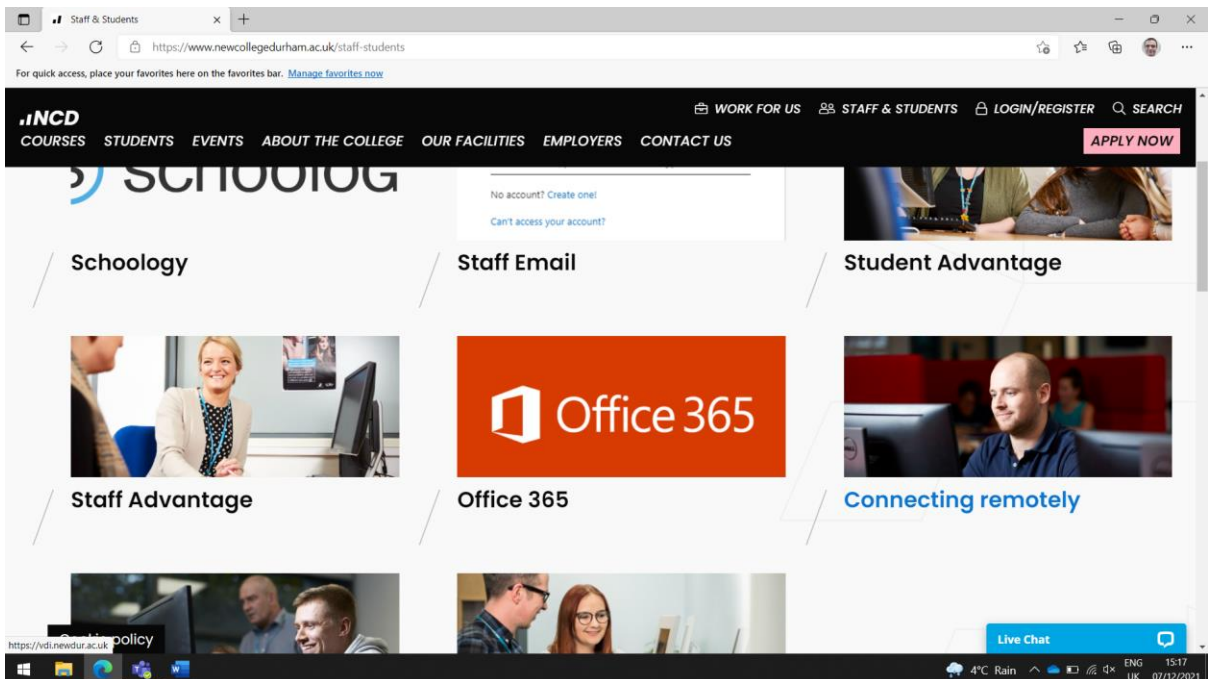 Staff & Students
https://www.newcollegedurham.ac.uk/staff-students
For quick access, place your favorites here on the favorites bar. Manage favorites now
WORK FOR US STAFF & STUDENTS LOGIN/REGISTER SEARCH
NCD
COURSES STUDENTS EVENTS ABOUT THE COLLEGE OUR FACILITIES EMPLOYERS CONTACT US APPLY NOW
No account? Create one!
Can't access your account?
Schoology Staff Email Student Advantage
Office 365
Staff Advantage Office 365 Connecting remotely
policy
https://vdi.newdur.ac.uk
Live Chat
4°C Rain ENG 15:17
UK 07/12/2021